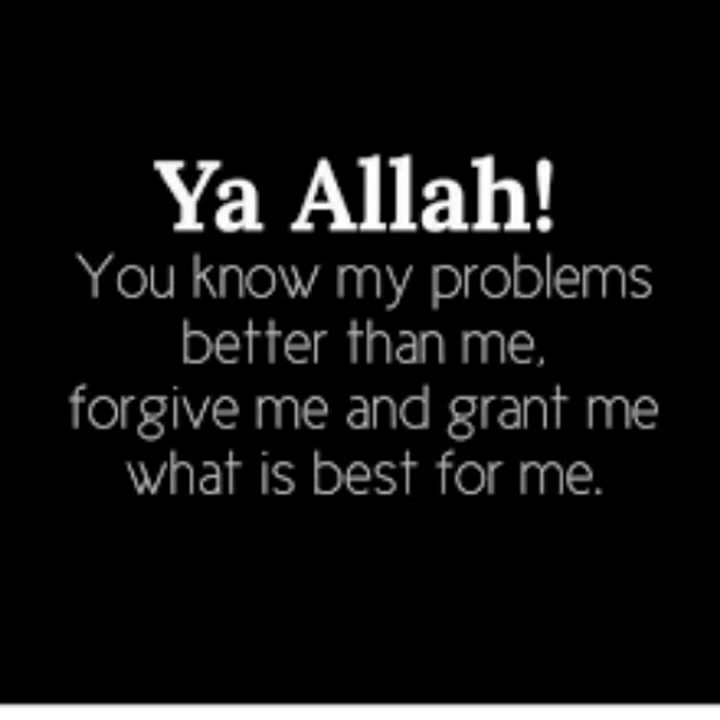 Ya Allah!
You know my problems
better than me,
forgive me and grant me
what is best for me.